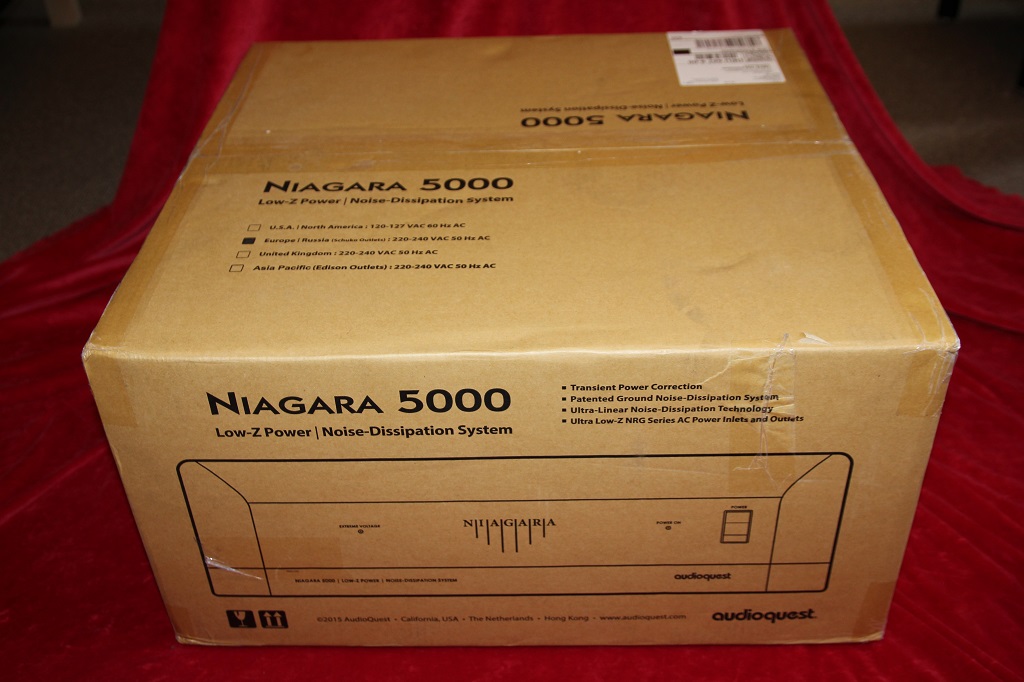 NIAGARA 5000
Low-Z Power | Noise-Dissipation System
NIAGARA 5000
Low-Z Power | Noise-Dissipation System
U.S.A. | North America : 120-127 VAC 60 Hz AC
Europe | Russia (Schuko Outlets) : 220-240 VAC 50 Hz AC
United Kingdom : 220-240 VAC 50 Hz AC
Asia Pacific (Edison Outlets) : 220-240 VAC 50 Hz AC
NIAGARA 5000
Low-Z Power | Noise-Dissipation System
▪ Transient Power Correction
▪ Patented Ground Noise-Dissipation System
▪ Ultra-Linear Noise-Dissipation Technology
▪ Ultra Low-Z NRG Series AC Power Inlets and Outlets
EXTREME VOLTAGE
NIAGARA
POWER ON
POWER
NIAGARA 5000 | LOW-Z POWER | NOISE-DISSIPATION SYSTEM
audioquest
©2015 AudioQuest • California, USA • The Netherlands • Hong Kong • www.audioquest.com
audioquest.